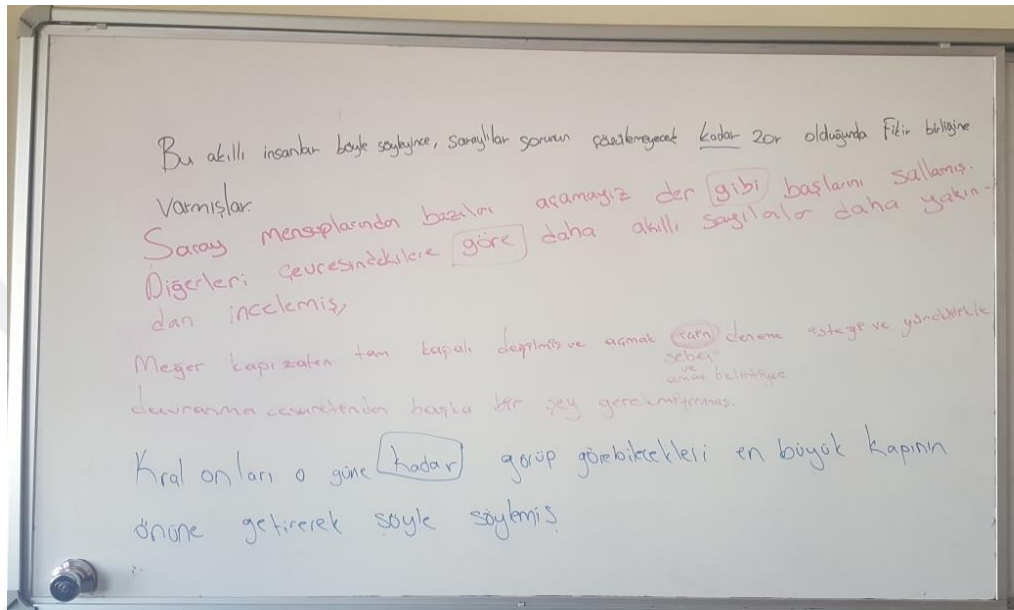 Bu akıllı insanlar böyle söyleyince, saraylılar sorunun çözülemeyecek kadar zor olduğunda Fikir birliğine
Varmışlar.
Saray mensuplarından bazıları açamayız der gibi başlarını sallamış.
Diğerleri çevresindekilere göre daha akıllı sayılalar daha yakın-
dan incelemiş,
Meğer kapı zaten tam kapalı değilmiş ve açmak için deneme isteği ve yüreklilikle
sebep
ve
amaç belirtiyor
davranma cesaretinden başka bir şey gerekmiyormuş.
Kral onları o güne kadar görüp görebilecekleri en büyük kapının
önüne getirerek şöyle söylemiş